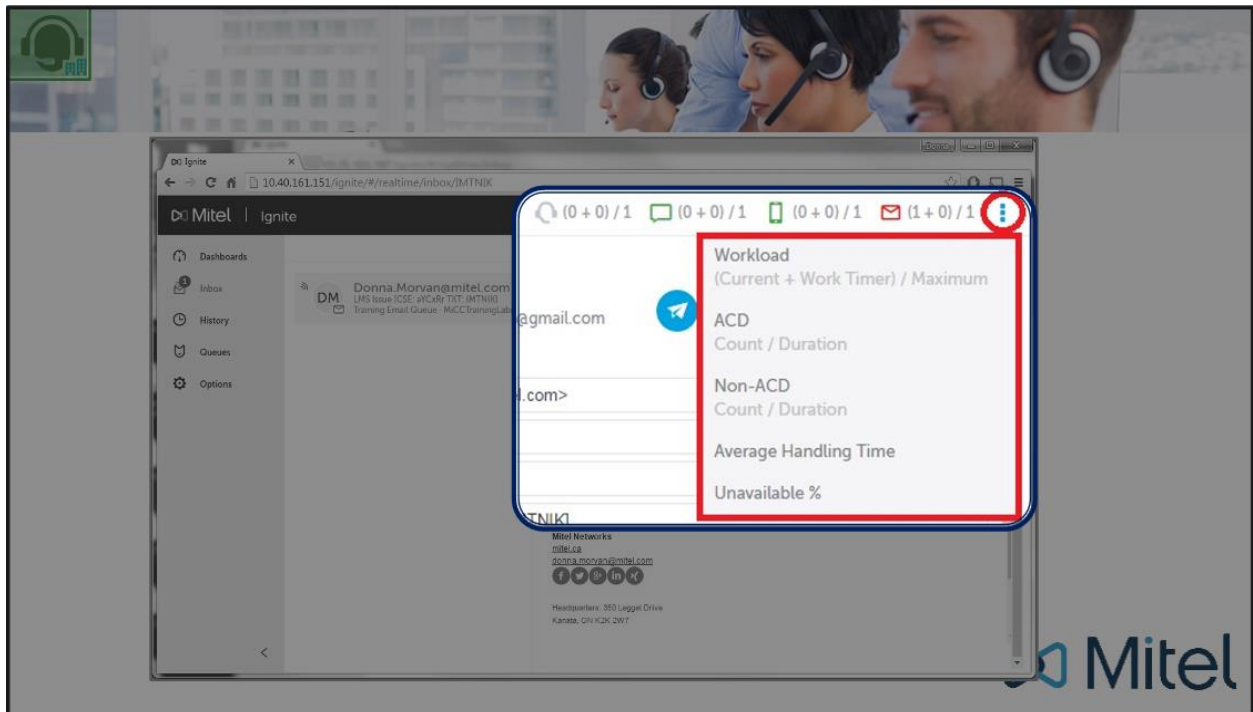 Ignite
10.40.161.151/ignite/#/realtime/inbox/IMTNIK
Mitel | Ignite
(0 + 0) / 1 (0 + 0) / 1 (0 + 0) / 1 (1 + 0) / 1
Dashboards
1
Inbox
History
Queues
Options
DM
Donna.Morvan@mitel.com
Training Email Queue
@gmail.com
l.com>
TNIK]
Workload
(Current + Work Timer) / Maximum
ACD
Count / Duration
Non-ACD
Count / Duration
Average Handling Time
Unavailable %
Mitel Networks
mitel.ca
donna.morvan@mitel.com
Headquarters: 350 Legget Drive
Kanata, ON K2K 2W7
Mitel